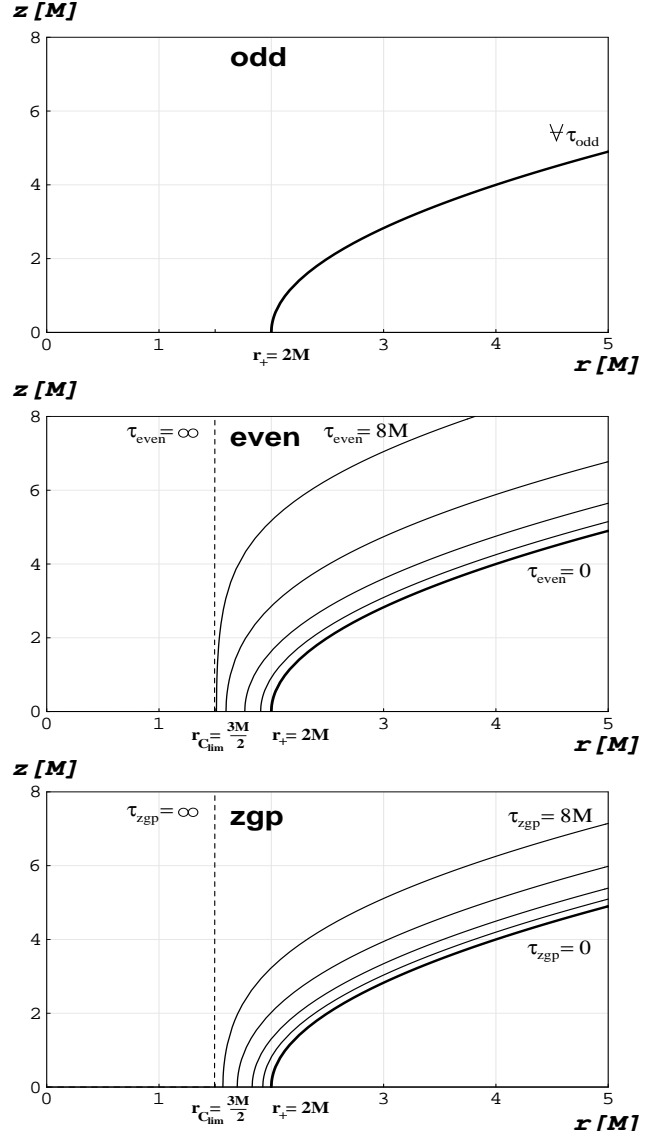 z [M]
8
odd
6
∀ τodd
4
2
0
0 1 3 4 5
r+ = 2M
r [M]
z [M]
8
τeven = ∞ even τeven = 8M
6
4
τeven = 0
2
0
0 1 3 4 5
rClim = 3M/2 r+ = 2M
r [M]
z [M]
8
τzgp = ∞ zgp τzgp = 8M
6
4
τzgp = 0
2
0
0 1 3 4 5
rClim = 3M/2 r+ = 2M
r [M]